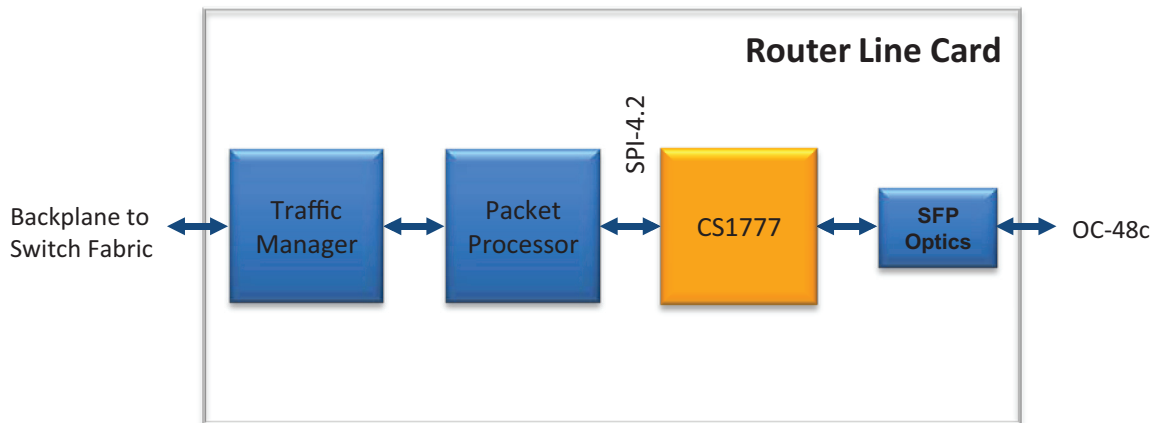 Router Line Card
SPI-4.2
Backplane to
Switch Fabric
Traffic
Manager
Packet
Processor
CS1777
SFP
Optics
OC-48c